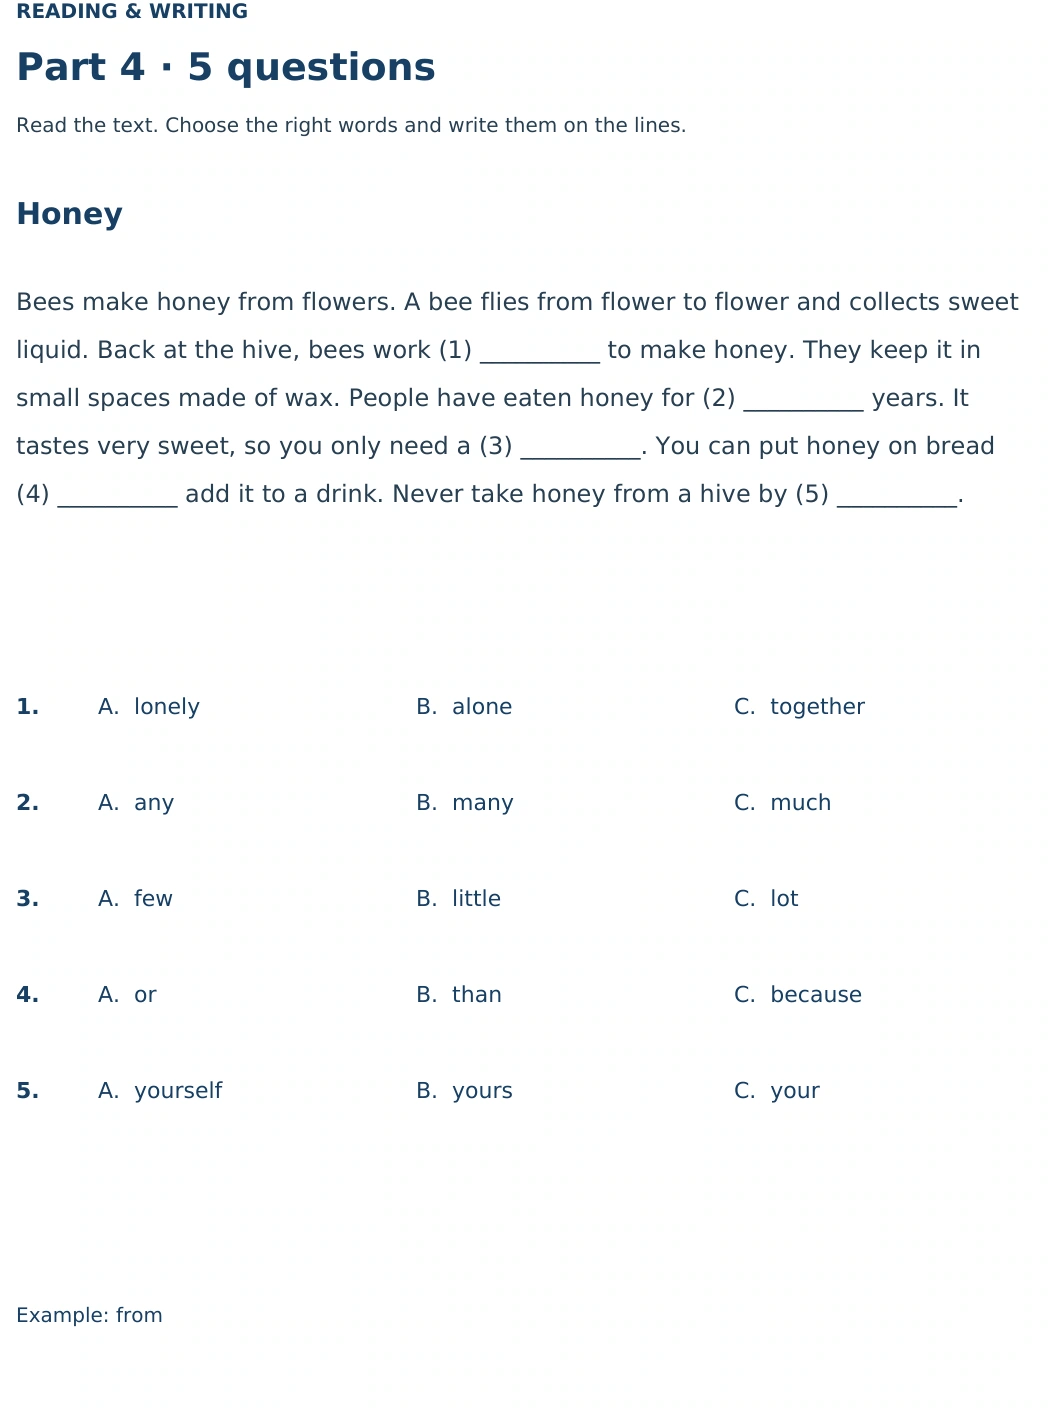 READING & WRITING
Part 4 · 5 questions
Read the text. Choose the right words and write them on the lines.
Honey
Bees make honey from flowers. A bee flies from flower to flower and collects sweet
liquid. Back at the hive, bees work (1) __________ to make honey. They keep it in
small spaces made of wax. People have eaten honey for (2) __________ years. It
tastes very sweet, so you only need a (3) __________. You can put honey on bread
(4) __________ add it to a drink. Never take honey from a hive by (5) __________.
1. A. lonely B. alone C. together
2. A. any B. many C. much
3. A. few B. little C. lot
4. A. or B. than C. because
5. A. yourself B. yours C. your
Example: from